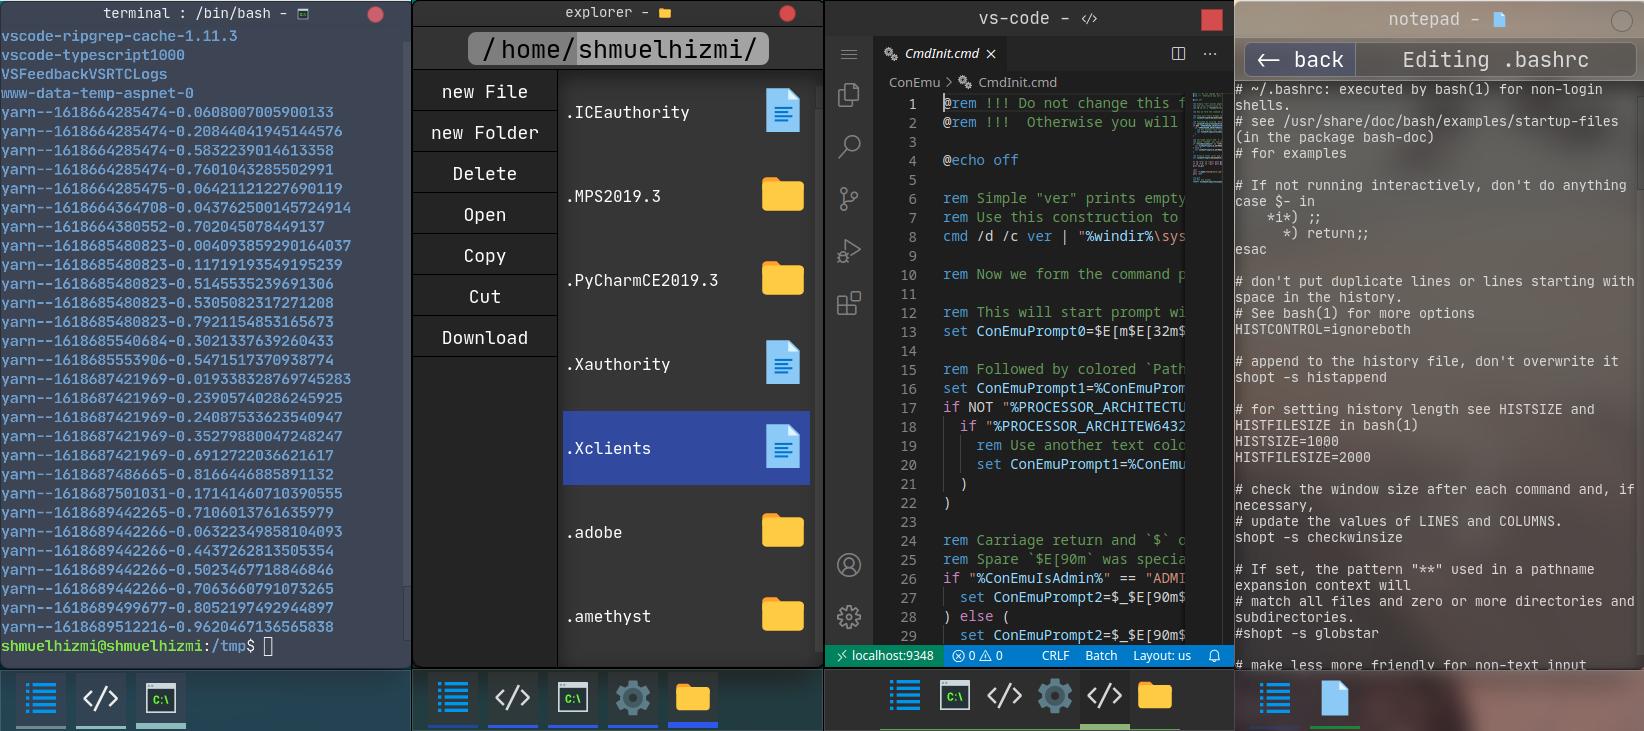 terminal : /bin/bash -
vscode-ripgrep-cache-1.11.3
vscode-typescript1000
VSFeedbackVSRTCLogs
www-data-temp-aspnet-0
yarn--1618664285474-0.0608007005900133
yarn--1618664285474-0.20844041945144576
yarn--1618664285474-0.5832239014613358
yarn--1618664285474-0.7601043285502991
yarn--1618664285475-0.06421121227690119
yarn--1618664364708-0.043762500145724914
yarn--1618664380552-0.702045078449137
yarn--1618685480823-0.004093859290164037
yarn--1618685480823-0.11719193549195239
yarn--1618685480823-0.5145535239691306
yarn--1618685480823-0.5305082317271208
yarn--1618685480823-0.7921154853165673
yarn--1618685540684-0.3021337639260433
yarn--1618685553906-0.5471517370938774
yarn--1618687421969-0.019338328769745283
yarn--1618687421969-0.23905740286245925
yarn--1618687421969-0.24087533623540947
yarn--1618687421969-0.35279880047248247
yarn--1618687421969-0.6912722036621617
yarn--1618687486665-0.8166446885891132
yarn--1618687501031-0.17141460710390555
yarn--1618689442265-0.7106013761635979
yarn--1618689442266-0.06322349858104093
yarn--1618689442266-0.4437262813505354
yarn--1618689442266-0.5023467718846846
yarn--1618689442266-0.7063660791073265
yarn--1618689499677-0.8052197492944897
yarn--1618689512216-0.9620467136565838
shmuelhizmi@shmuelhizmi:/tmp$
C:\
explorer -
/home/shmuelhizmi/
new File
new Folder
Delete
Open
Copy
Cut
Download
.ICEauthority
.MPS2019.3
.PyCharmCE2019.3
.Xauthority
.Xclients
.adobe
.amethyst
C:\
vs-code - </>
CmdInit.cmd ×
ConEmu > CmdInit.cmd
1 @rem !!! Do not change this f
2 @rem !!!  Otherwise you will
3
4 @echo off
5
6 rem Simple "ver" prints empty
7 rem Use this construction to
8 cmd /d /c ver | "%windir%\sys
9
10 rem Now we form the command p
11
12 rem This will start prompt wi
13 set ConEmuPrompt0=$E[m$E[32m$
14
15 rem Followed by colored `Path
16 set ConEmuPrompt1=%ConEmuProm
17 if NOT "%PROCESSOR_ARCHITECTU
18 if "%PROCESSOR_ARCHITEW6432
19 rem Use another text colo
20 set ConEmuPrompt1=%ConEmu
21 )
22 )
23
24 rem Carriage return and `$` d
25 rem Spare `$E[90m` was specia
26 if "%ConEmuIsAdmin%" == "ADMI
27 set ConEmuPrompt2=$_$E[90m$
28 ) else (
29 set ConEmuPrompt2=$_$E[90m$
localhost:9348 0 0 CRLF Batch Layout: us
C:\
notepad -
← back
Editing .bashrc
# ~/.bashrc: executed by bash(1) for non-login
shells.
# see /usr/share/doc/bash/examples/startup-files
(in the package bash-doc)
# for examples
# If not running interactively, don't do anything
case $- in
*i*) ;;
*) return;;
esac
# don't put duplicate lines or lines starting with
space in the history.
# See bash(1) for more options
HISTCONTROL=ignoreboth
# append to the history file, don't overwrite it
shopt -s histappend
# for setting history length see HISTSIZE and
HISTFILESIZE in bash(1)
HISTSIZE=1000
HISTFILESIZE=2000
# check the window size after each command and, if
necessary,
# update the values of LINES and COLUMNS.
shopt -s checkwinsize
# If set, the pattern "**" used in a pathname
expansion context will
# match all files and zero or more directories and
subdirectories.
#shopt -s globstar
# make less more friendly for non-text input